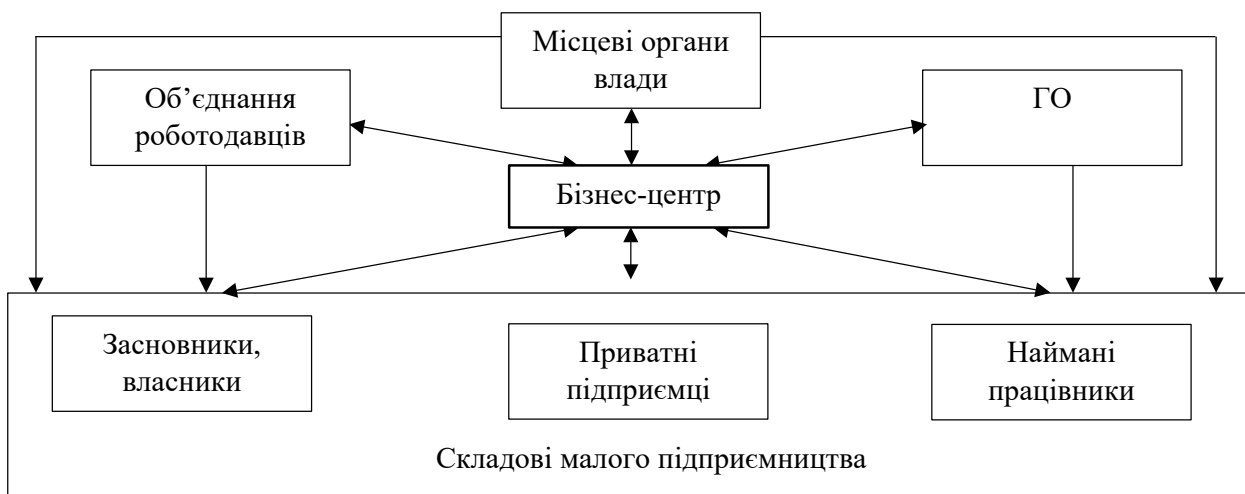 Місцеві органи
влади
Об’єднання
роботодавців
ГО
Бізнес-центр
Засновники,
власники
Приватні
підприємці
Наймані
працівники
Складові малого підприємництва